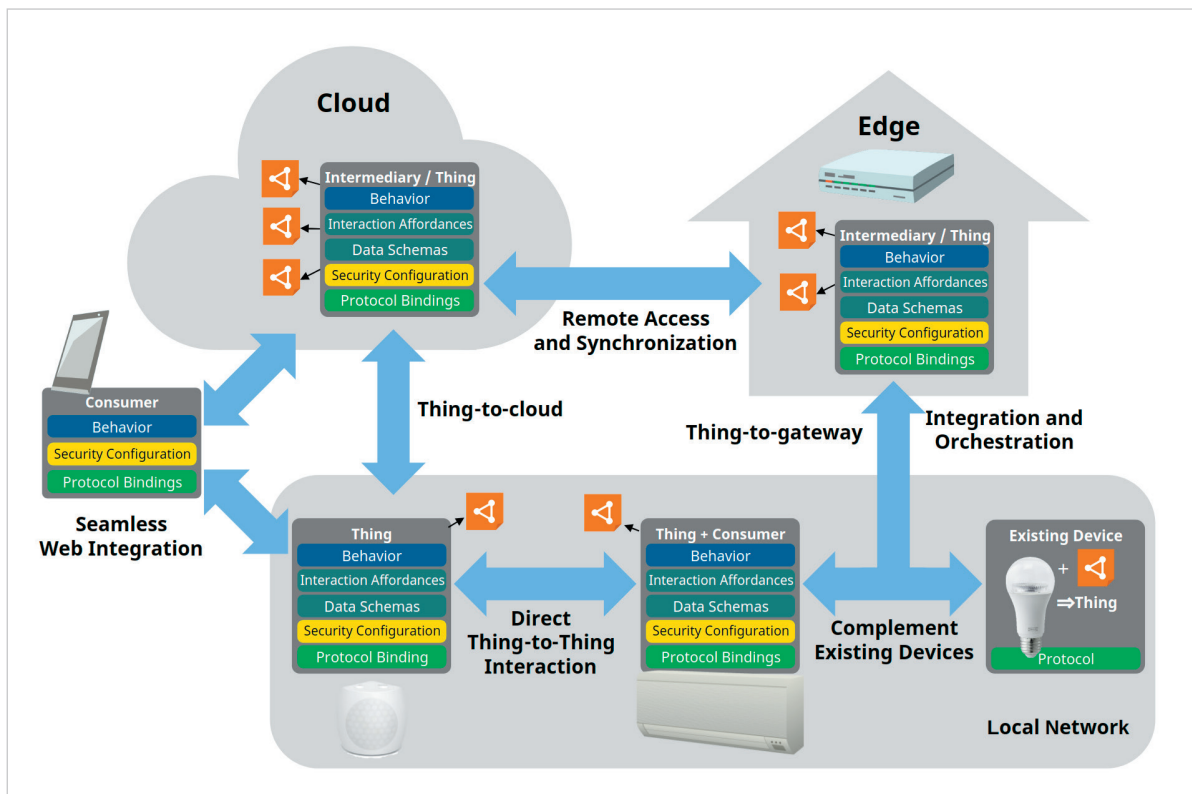 Cloud
Intermediary / Thing
Behavior
Interaction Affordances
Data Schemas
Security Configuration
Protocol Bindings
Edge
Intermediary / Thing
Behavior
Interaction Affordances
Data Schemas
Security Configuration
Protocol Bindings
Remote Access
and Synchronization
Consumer
Behavior
Security Configuration
Protocol Bindings
Thing-to-cloud
Thing-to-gateway
Integration and
Orchestration
Seamless
Web Integration
Thing
Behavior
Interaction Affordances
Data Schemas
Security Configuration
Protocol Binding
Direct
Thing-to-Thing
Interaction
Thing + Consumer
Behavior
Interaction Affordances
Data Schemas
Security Configuration
Protocol Bindings
Complement
Existing Devices
Existing Device
+
⇒Thing
Protocol
Local Network